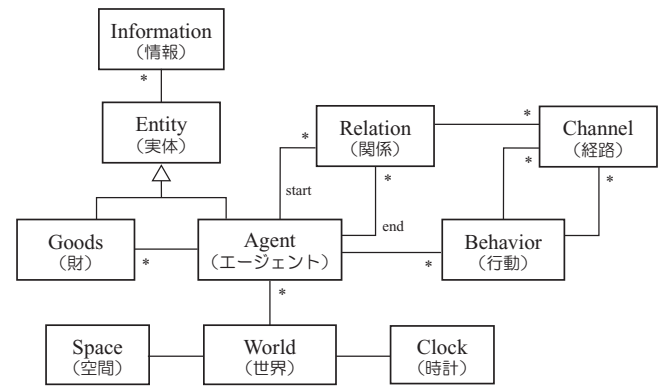 Information
（情報）
*
Entity
（実体）
*
Relation
（関係）
*
*
Channel
（経路）
*
*
start
end
Goods
（財）
*
Agent
（エージェント）
*
Behavior
（行動）
*
Space
（空間）
World
（世界）
Clock
（時計）